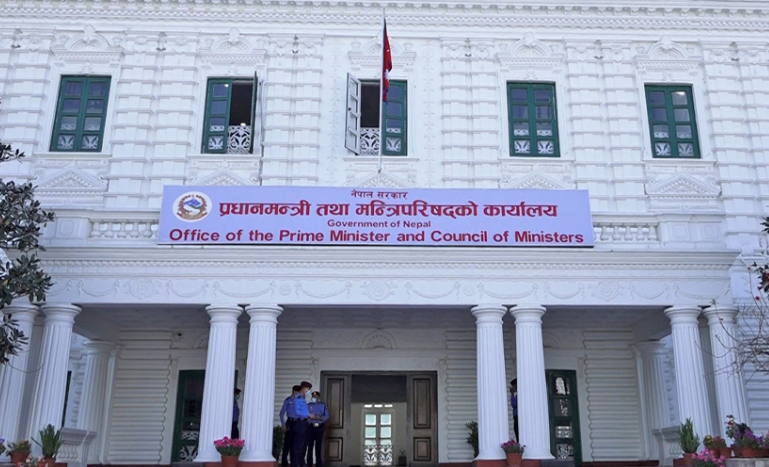 नेपाल सरकार
प्रधानमन्त्री तथा मन्त्रिपरिषद्को कार्यालय
Government of Nepal
Office of the Prime Minister and Council of Ministers